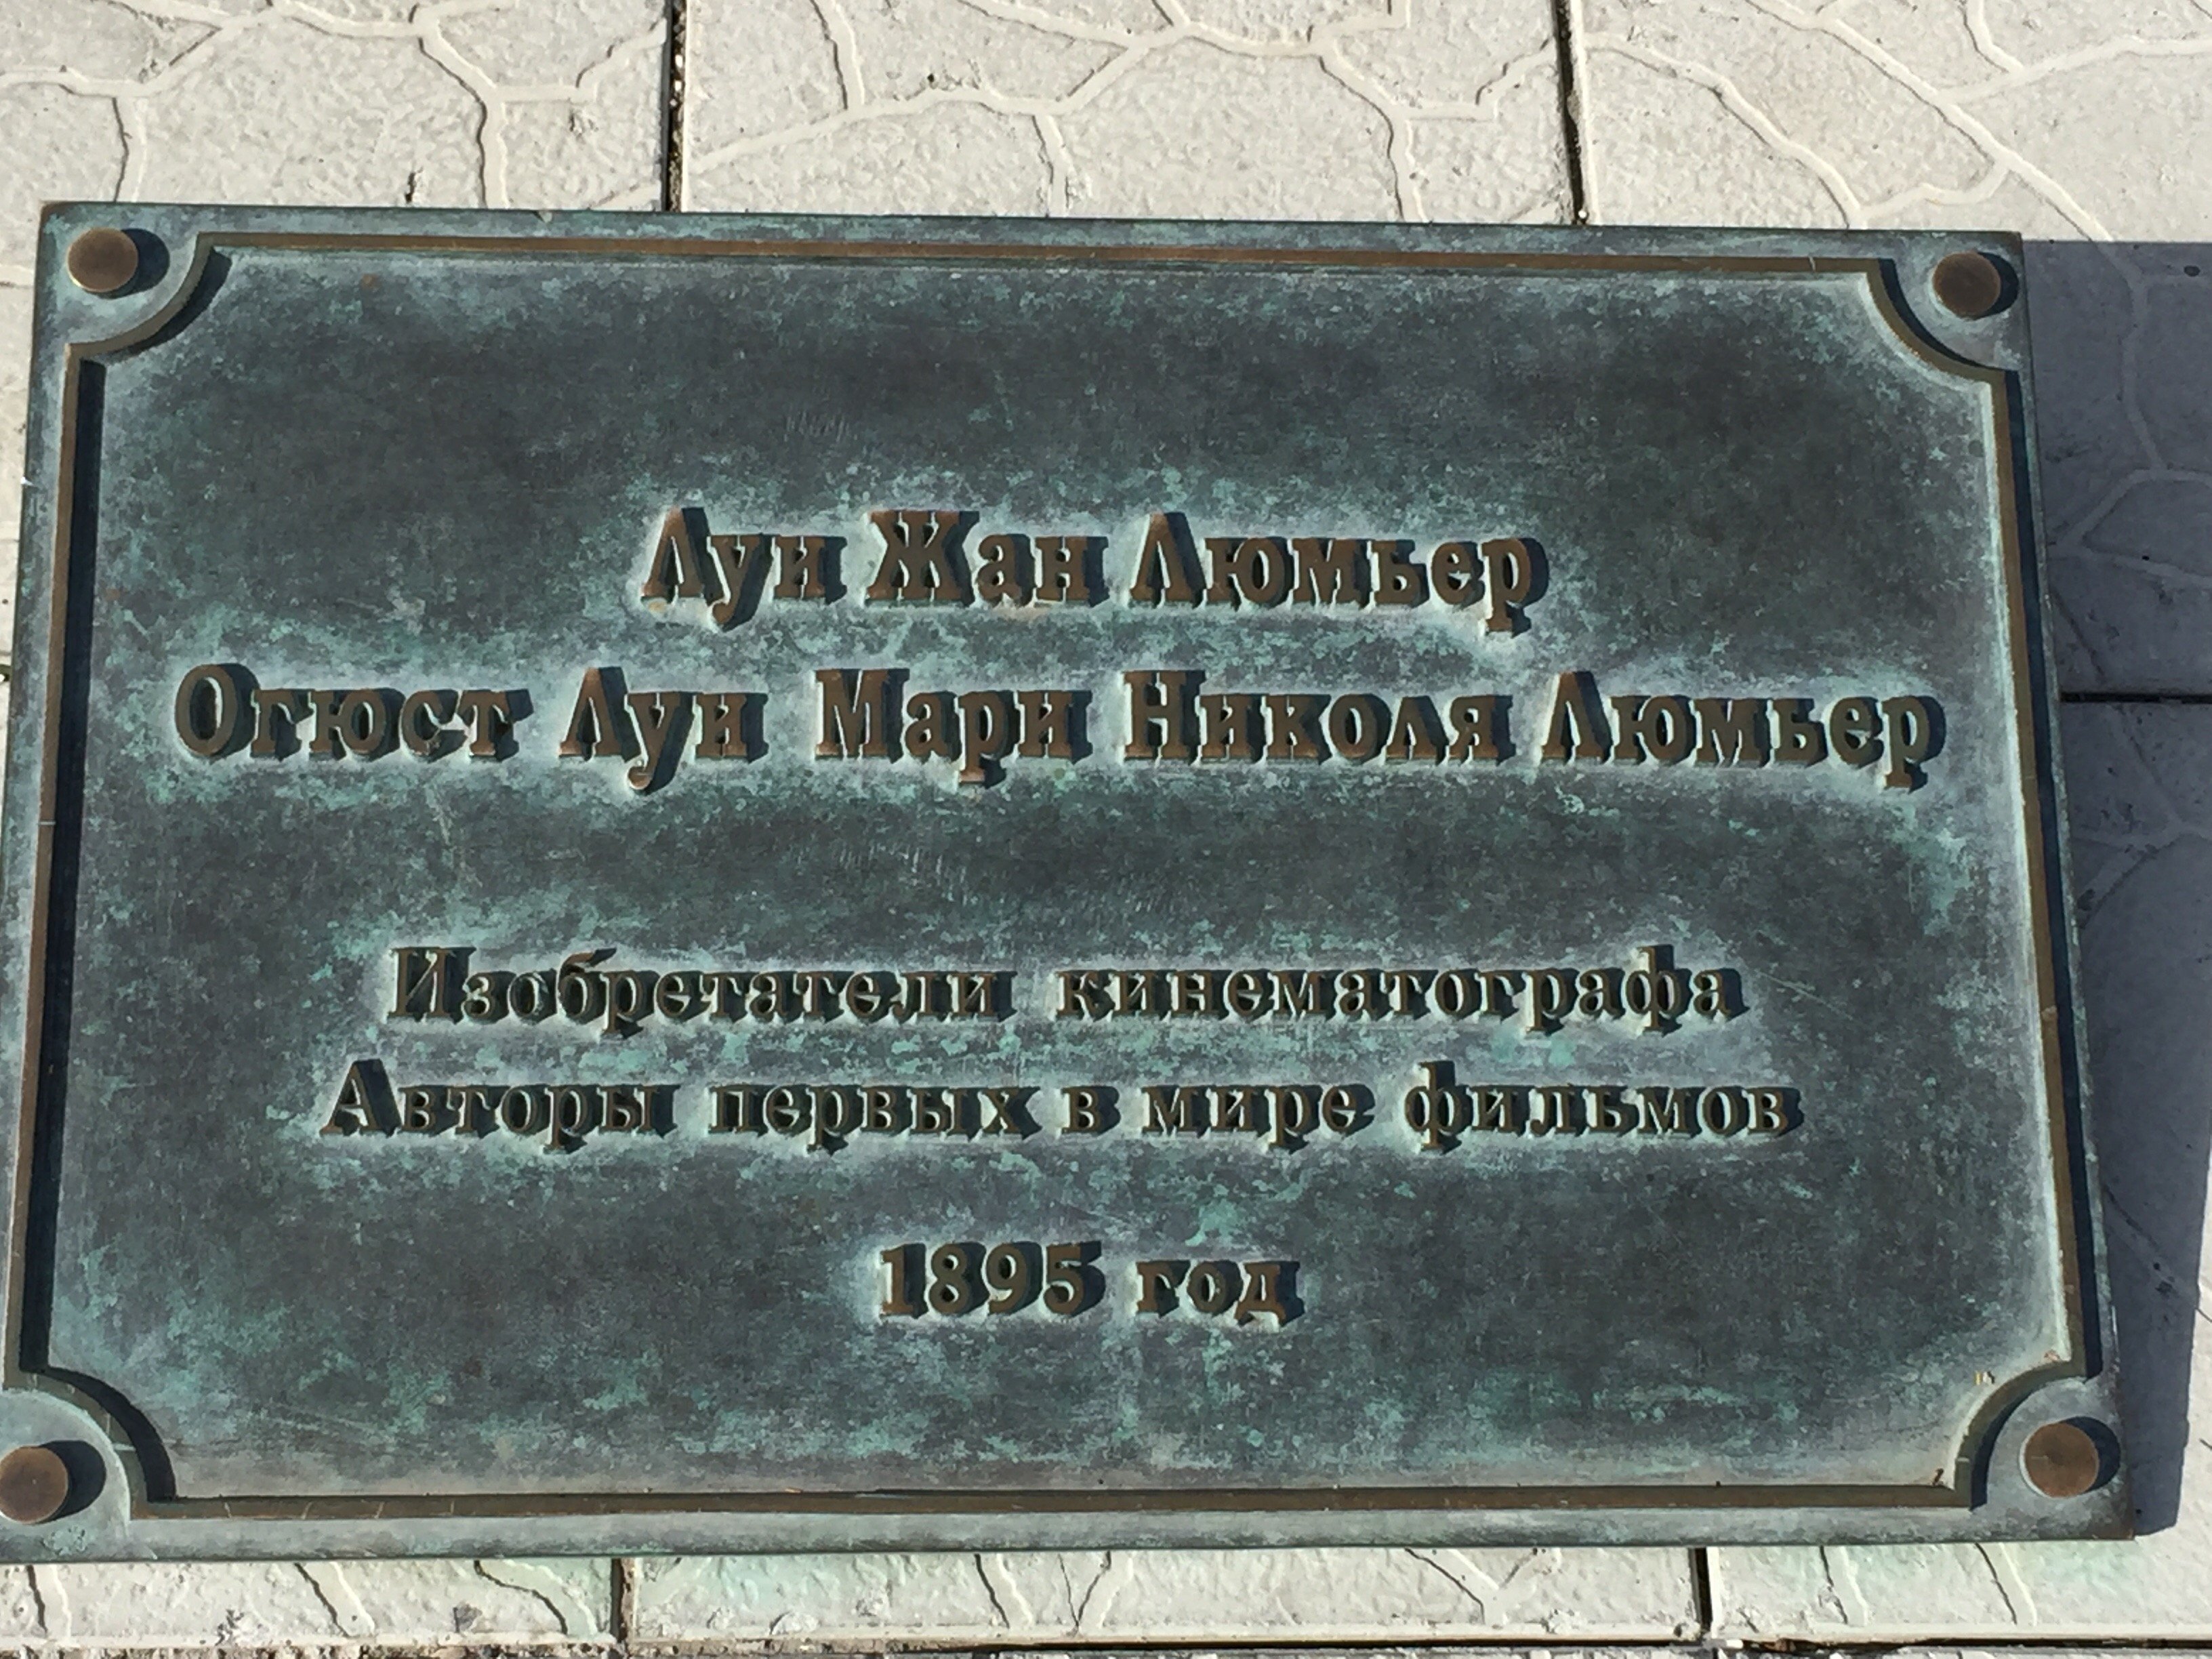 Луи Жан Люмьер
Огюст Луи Мари Николя Люмьер
Изобретатели кинематографа
Авторы первых в мире фильмов
1895 год